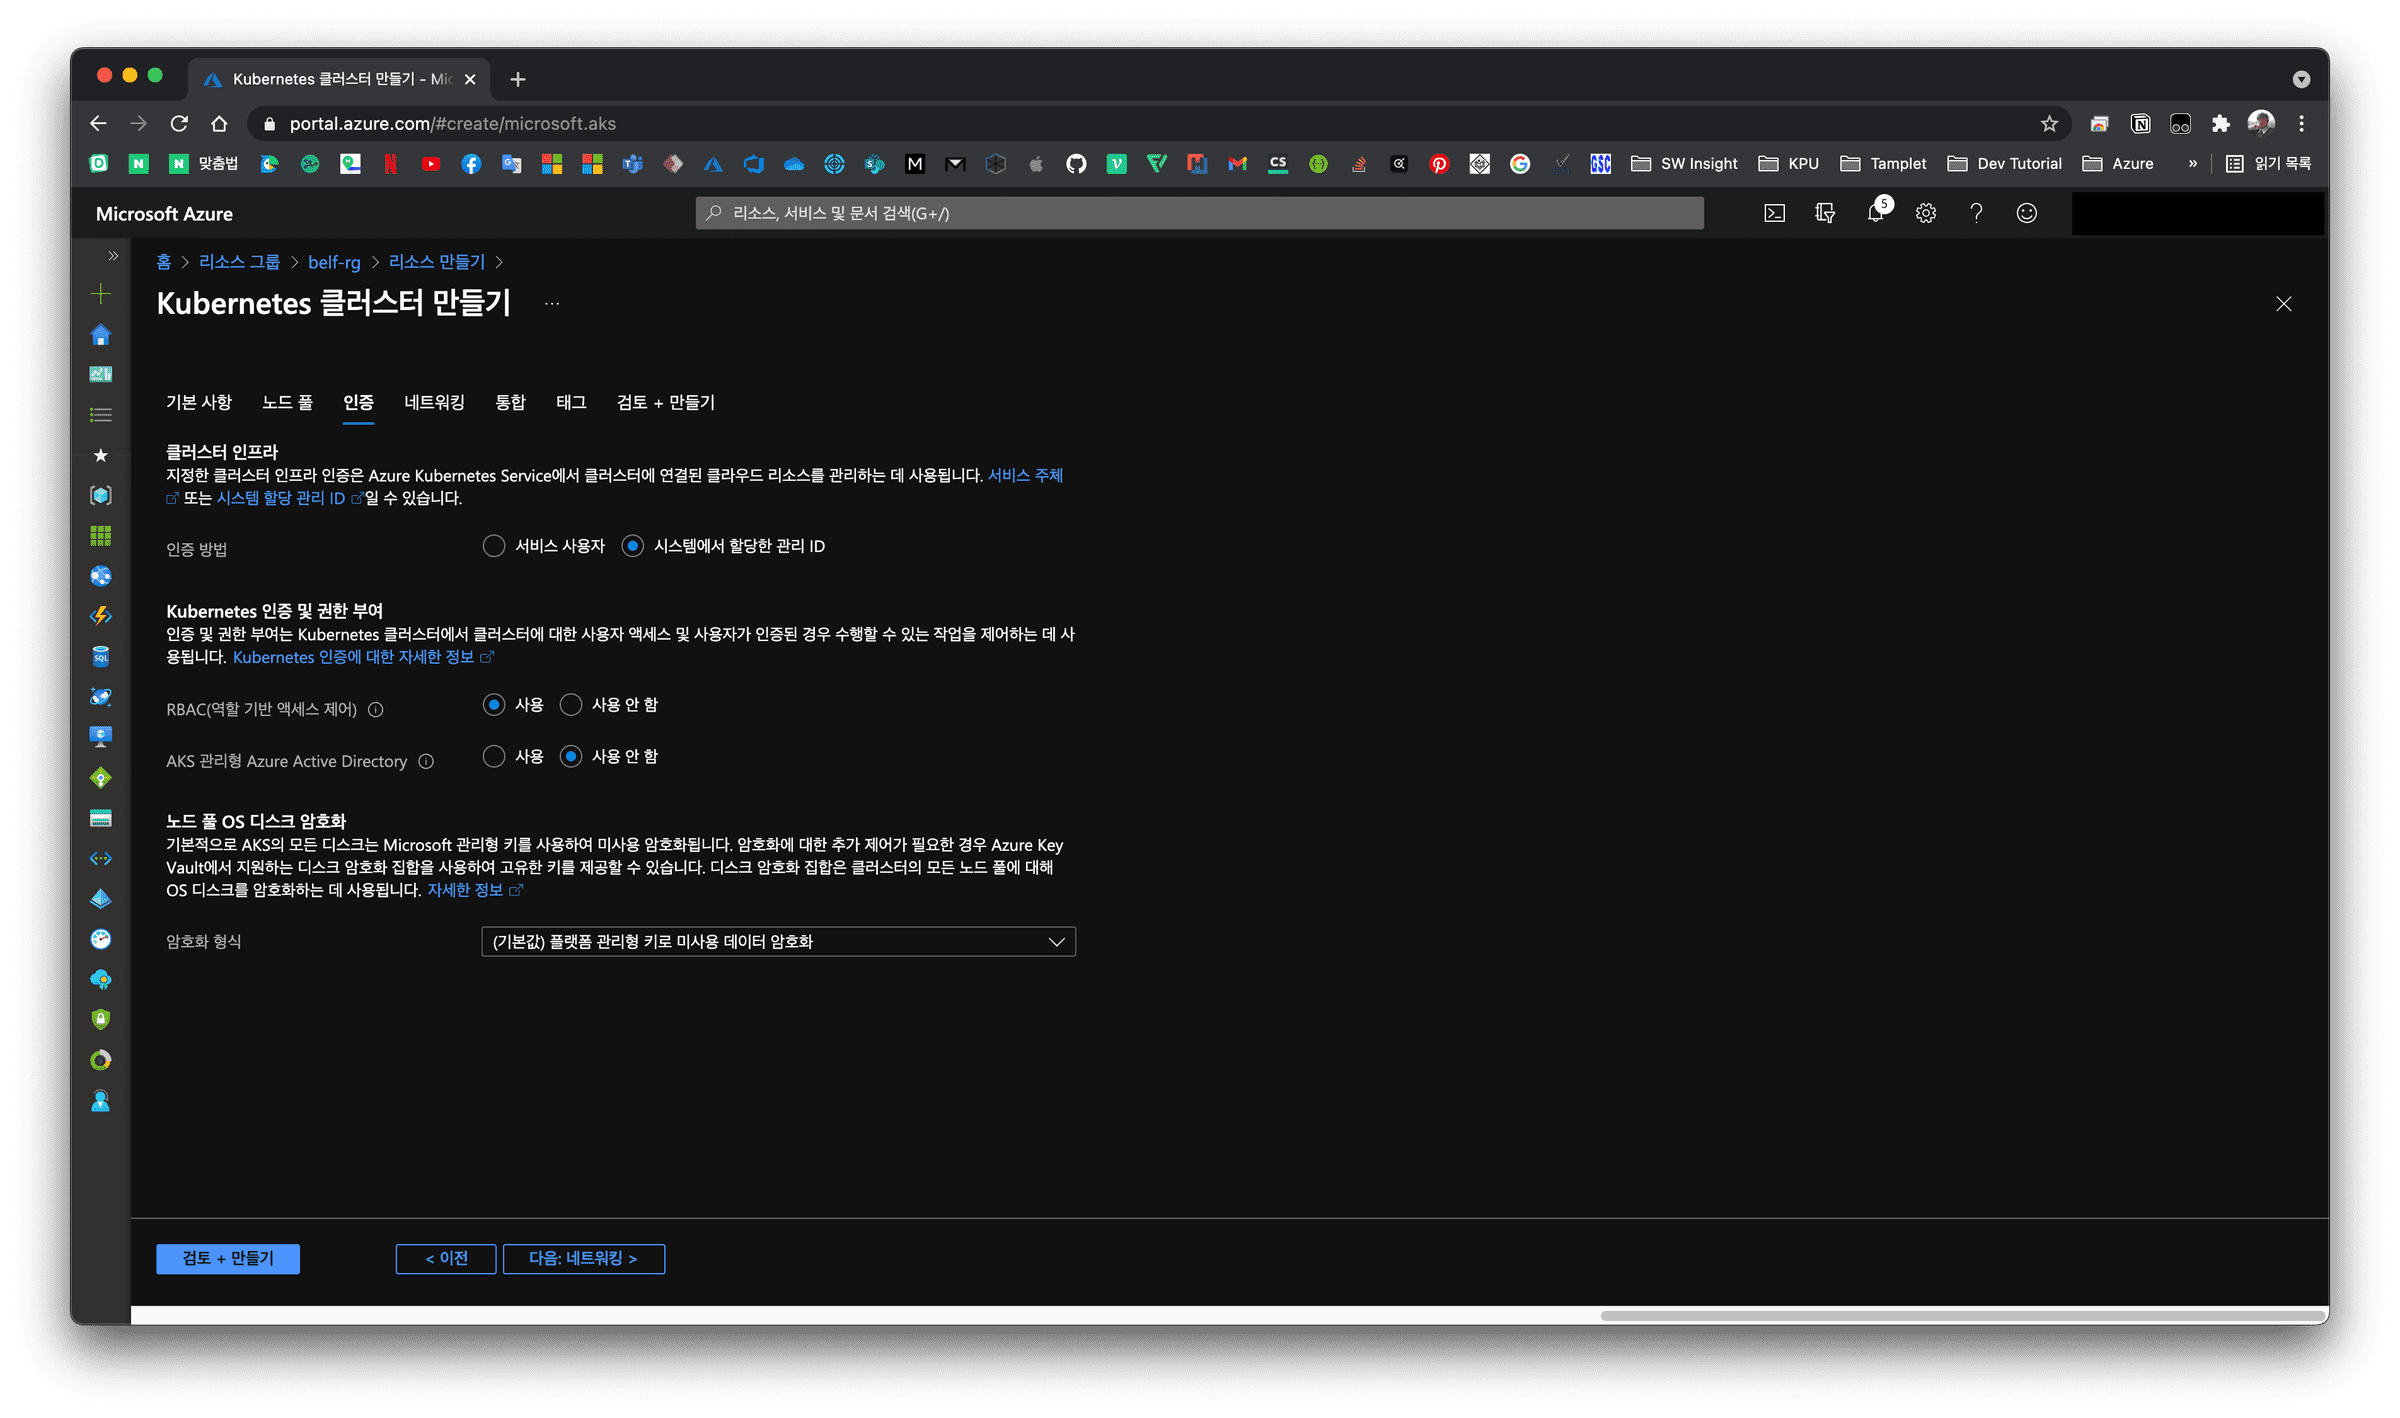 Kubernetes 클러스터 만들기 - Mic
portal.azure.com/#create/microsoft.aks
맞춤법
SW Insight
KPU
Tamplet
Dev Tutorial
Azure
»
읽기 목록
Microsoft Azure
리소스, 서비스 및 문서 검색(G+/)
5
홈 > 리소스 그룹 > belf-rg > 리소스 만들기 >
Kubernetes 클러스터 만들기 ...
기본 사항 노드 풀 인증 네트워킹 통합 태그 검토 + 만들기
클러스터 인프라
지정한 클러스터 인프라 인증은 Azure Kubernetes Service에서 클러스터에 연결된 클라우드 리소스를 관리하는 데 사용됩니다. 서비스 주체
또는 시스템 할당 관리 ID 일 수 있습니다.
인증 방법 서비스 사용자 시스템에서 할당한 관리 ID
Kubernetes 인증 및 권한 부여
인증 및 권한 부여는 Kubernetes 클러스터에서 클러스터에 대한 사용자 액세스 및 사용자가 인증된 경우 수행할 수 있는 작업을 제어하는 데 사
용됩니다. Kubernetes 인증에 대한 자세한 정보
RBAC(역할 기반 액세스 제어) 사용 사용 안 함
AKS 관리형 Azure Active Directory 사용 사용 안 함
노드 풀 OS 디스크 암호화
기본적으로 AKS의 모든 디스크는 Microsoft 관리형 키를 사용하여 미사용 암호화됩니다. 암호화에 대한 추가 제어가 필요한 경우 Azure Key
Vault에서 지원하는 디스크 암호화 집합을 사용하여 고유한 키를 제공할 수 있습니다. 디스크 암호화 집합은 클러스터의 모든 노드 풀에 대해
OS 디스크를 암호화하는 데 사용됩니다. 자세한 정보
암호화 형식 (기본값) 플랫폼 관리형 키로 미사용 데이터 암호화
검토 + 만들기 < 이전 다음: 네트워킹 >